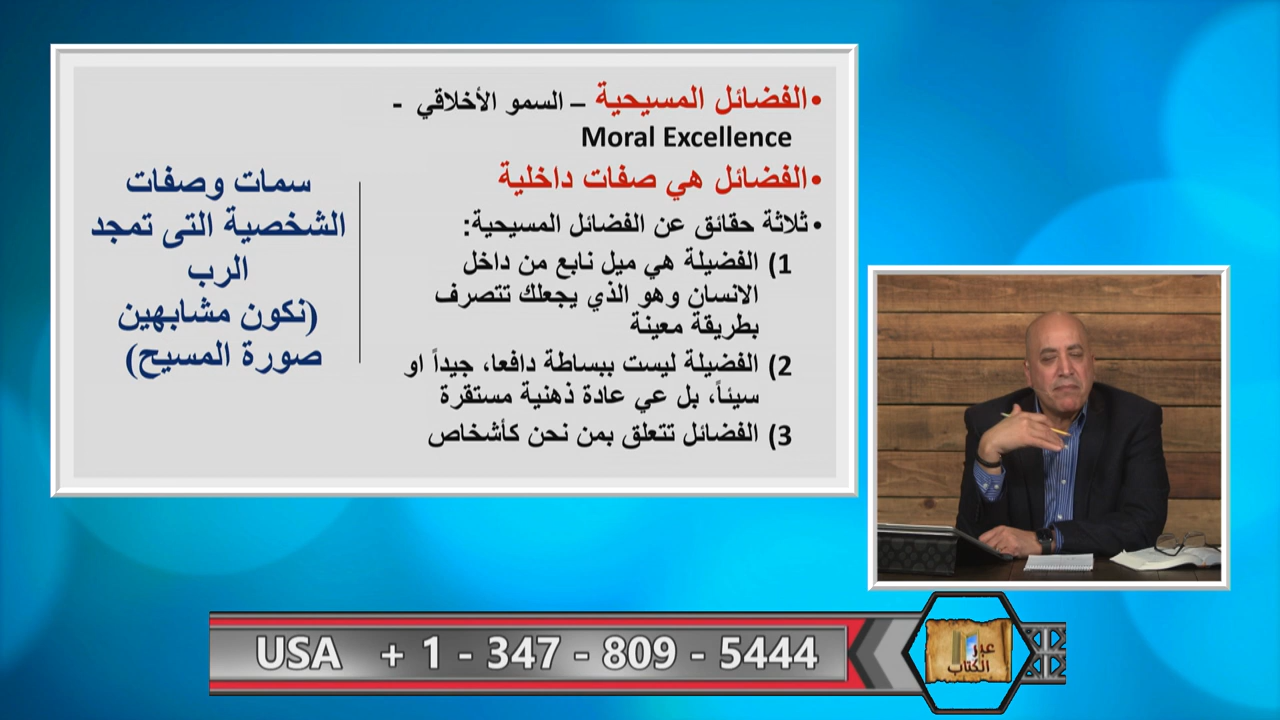 •الفضائل المسيحية – السمو الأخلاقي -
Moral Excellence
•الفضائل هي صفات داخلية
•ثلاثة حقائق عن الفضائل المسيحية:
1) الفضيلة هي ميل نابع من داخل
الانسان وهو الذي يجعلك تتصرف
بطريقة معينة
2) الفضيلة ليست ببساطة دافعا، جيداً او
سيئاً، بل عي عادة ذهنية مستقرة
3) الفضائل تتعلق بمن نحن كأشخاص
سمات وصفات
الشخصية التى تمجد
الرب
(نكون مشابهين
صورة المسيح)
USA + 1 - 347 - 809 - 5444
عبر
الكتاب